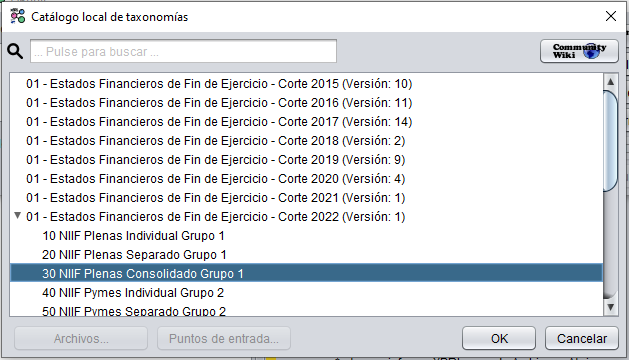 Catálogo local de taxonomías
... Pulse para buscar ...
Community
Wiki
01 - Estados Financieros de Fin de Ejercicio - Corte 2015 (Versión: 10)
01 - Estados Financieros de Fin de Ejercicio - Corte 2016 (Versión: 11)
01 - Estados Financieros de Fin de Ejercicio - Corte 2017 (Versión: 14)
01 - Estados Financieros de Fin de Ejercicio - Corte 2018 (Versión: 2)
01 - Estados Financieros de Fin de Ejercicio - Corte 2019 (Versión: 9)
01 - Estados Financieros de Fin de Ejercicio - Corte 2020 (Versión: 4)
01 - Estados Financieros de Fin de Ejercicio - Corte 2021 (Versión: 1)
01 - Estados Financieros de Fin de Ejercicio - Corte 2022 (Versión: 1)
10 NIIF Plenas Individual Grupo 1
20 NIIF Plenas Separado Grupo 1
30 NIIF Plenas Consolidado Grupo 1
40 NIIF Pymes Individual Grupo 2
50 NIIF Pymes Separado Grupo 2
Archivos...
Puntos de entrada...
OK
Cancelar